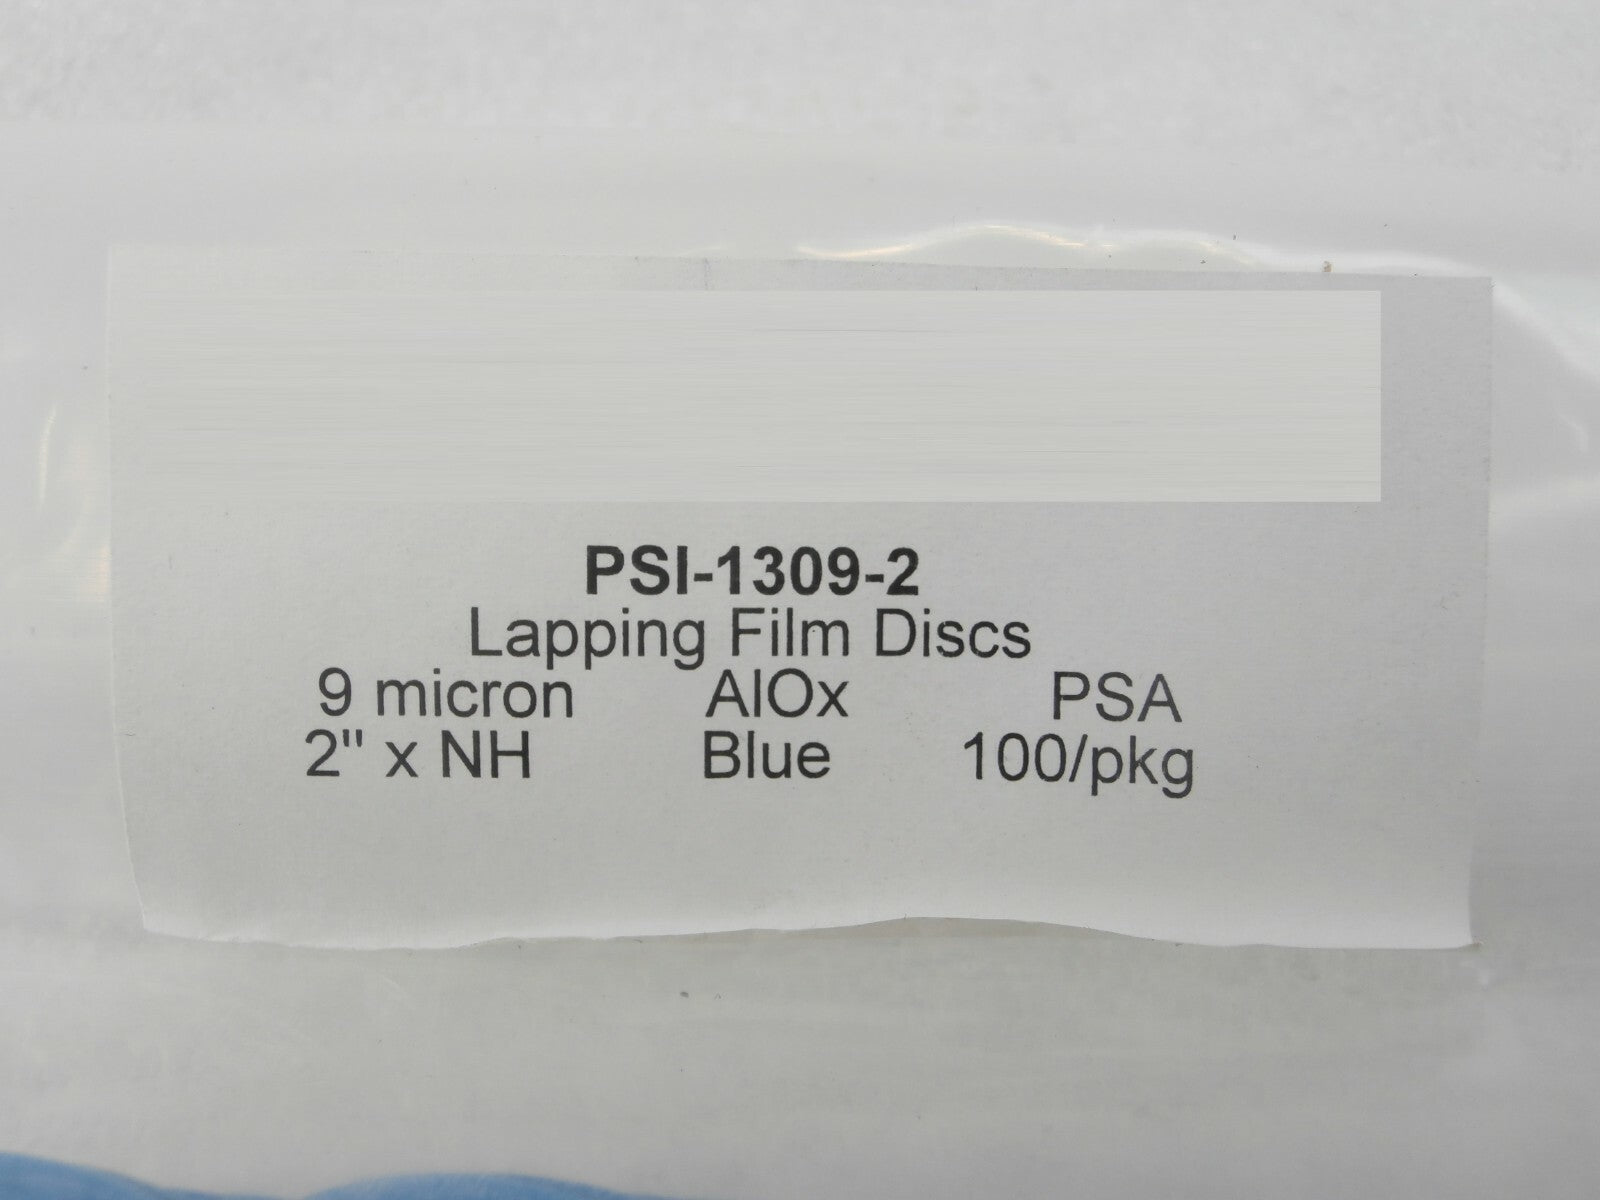 PSI-1309-2
Lapping Film Discs
9 micron AlOx PSA
2" x NH Blue 100/pkg